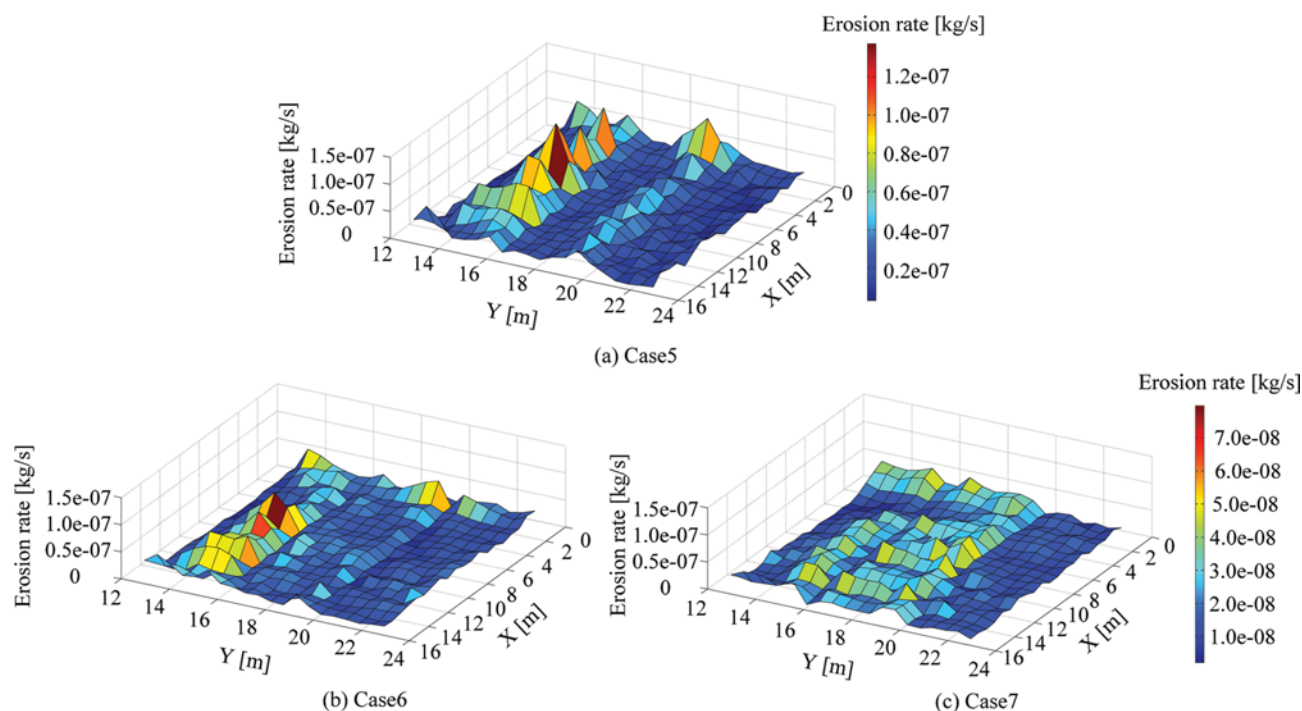 Erosion rate [kg/s]
1.2e-07
1.0e-07
0.8e-07
0.6e-07
0.4e-07
0.2e-07
Erosion rate [kg/s]
1.5e-07
1.0e-07
0.5e-07
0
12
14
16
18
20
22
24
Y [m]
16
14
12
10
8
6
4
2
0
X [m]
(a) Case5
Erosion rate [kg/s]
1.5e-07
1.0e-07
0.5e-07
0
12
14
16
18
20
22
24
Y [m]
16
14
12
10
8
6
4
2
0
X [m]
(b) Case6
Erosion rate [kg/s]
1.5e-07
1.0e-07
0.5e-07
0
12
14
16
18
20
22
24
Y [m]
16
14
12
10
8
6
4
2
0
X [m]
(c) Case7
Erosion rate [kg/s]
7.0e-08
6.0e-08
5.0e-08
4.0e-08
3.0e-08
2.0e-08
1.0e-08